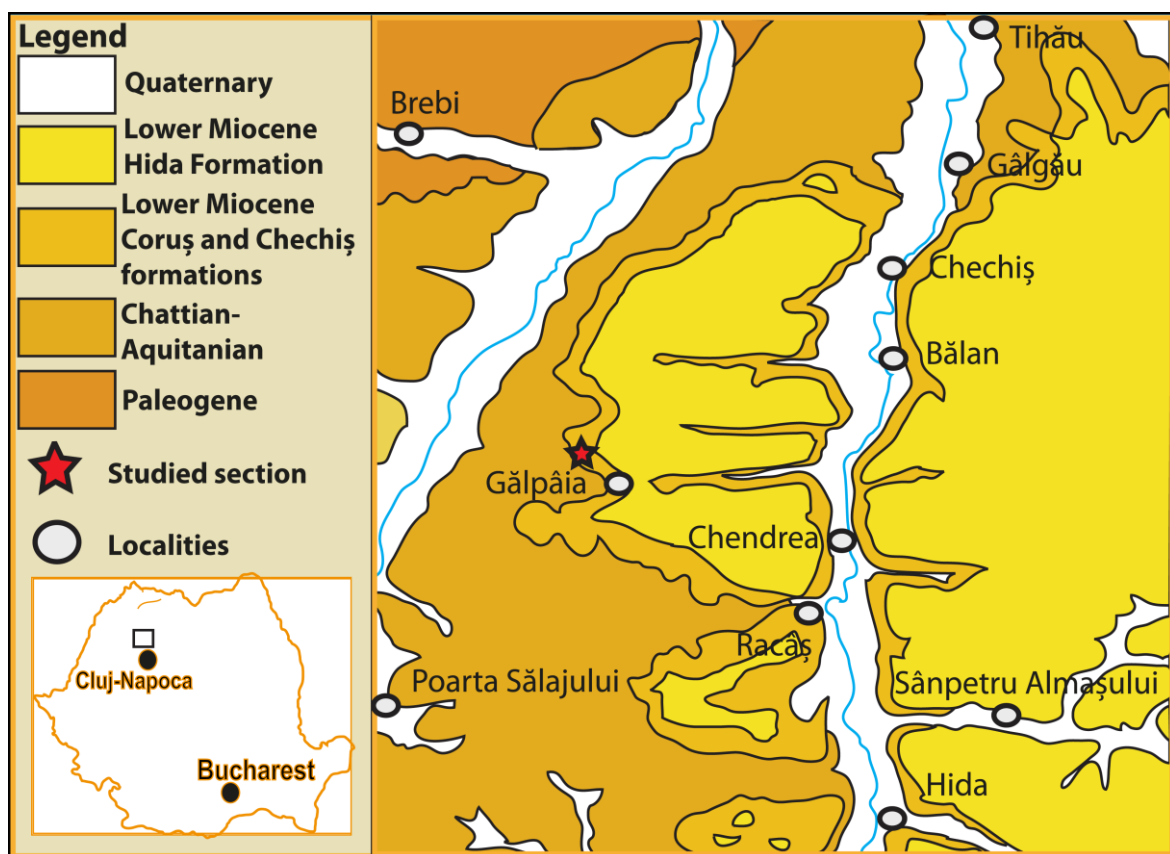 Legend
Quaternary
Lower Miocene
Hida Formation
Lower Miocene
Coruș and Chechiș
formations
Chattian-
Aquitanian
Paleogene
Studied section
Localities
Cluj-Napoca
Bucharest
Tihău
Brebi
Gâlgău
Chechiș
Bălan
Gălpâia
Chendrea
Racâș
Poarta Sălajului
Sânpetru Almașului
Hida